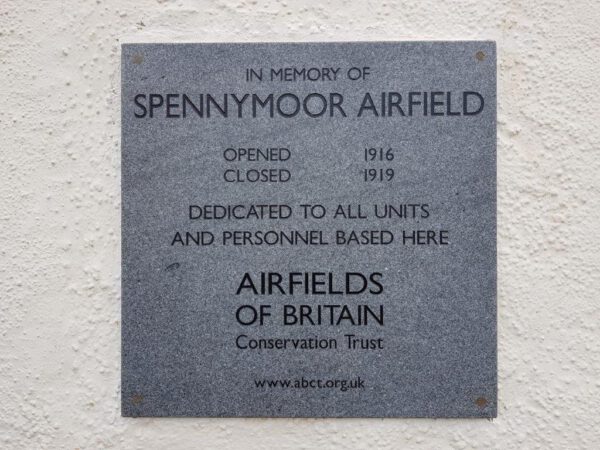 IN MEMORY OF
SPENNYMOOR AIRFIELD
OPENED 1916
CLOSED 1919
DEDICATED TO ALL UNITS
AND PERSONNEL BASED HERE
AIRFIELDS
OF BRITAIN
Conservation Trust
www.abct.org.uk